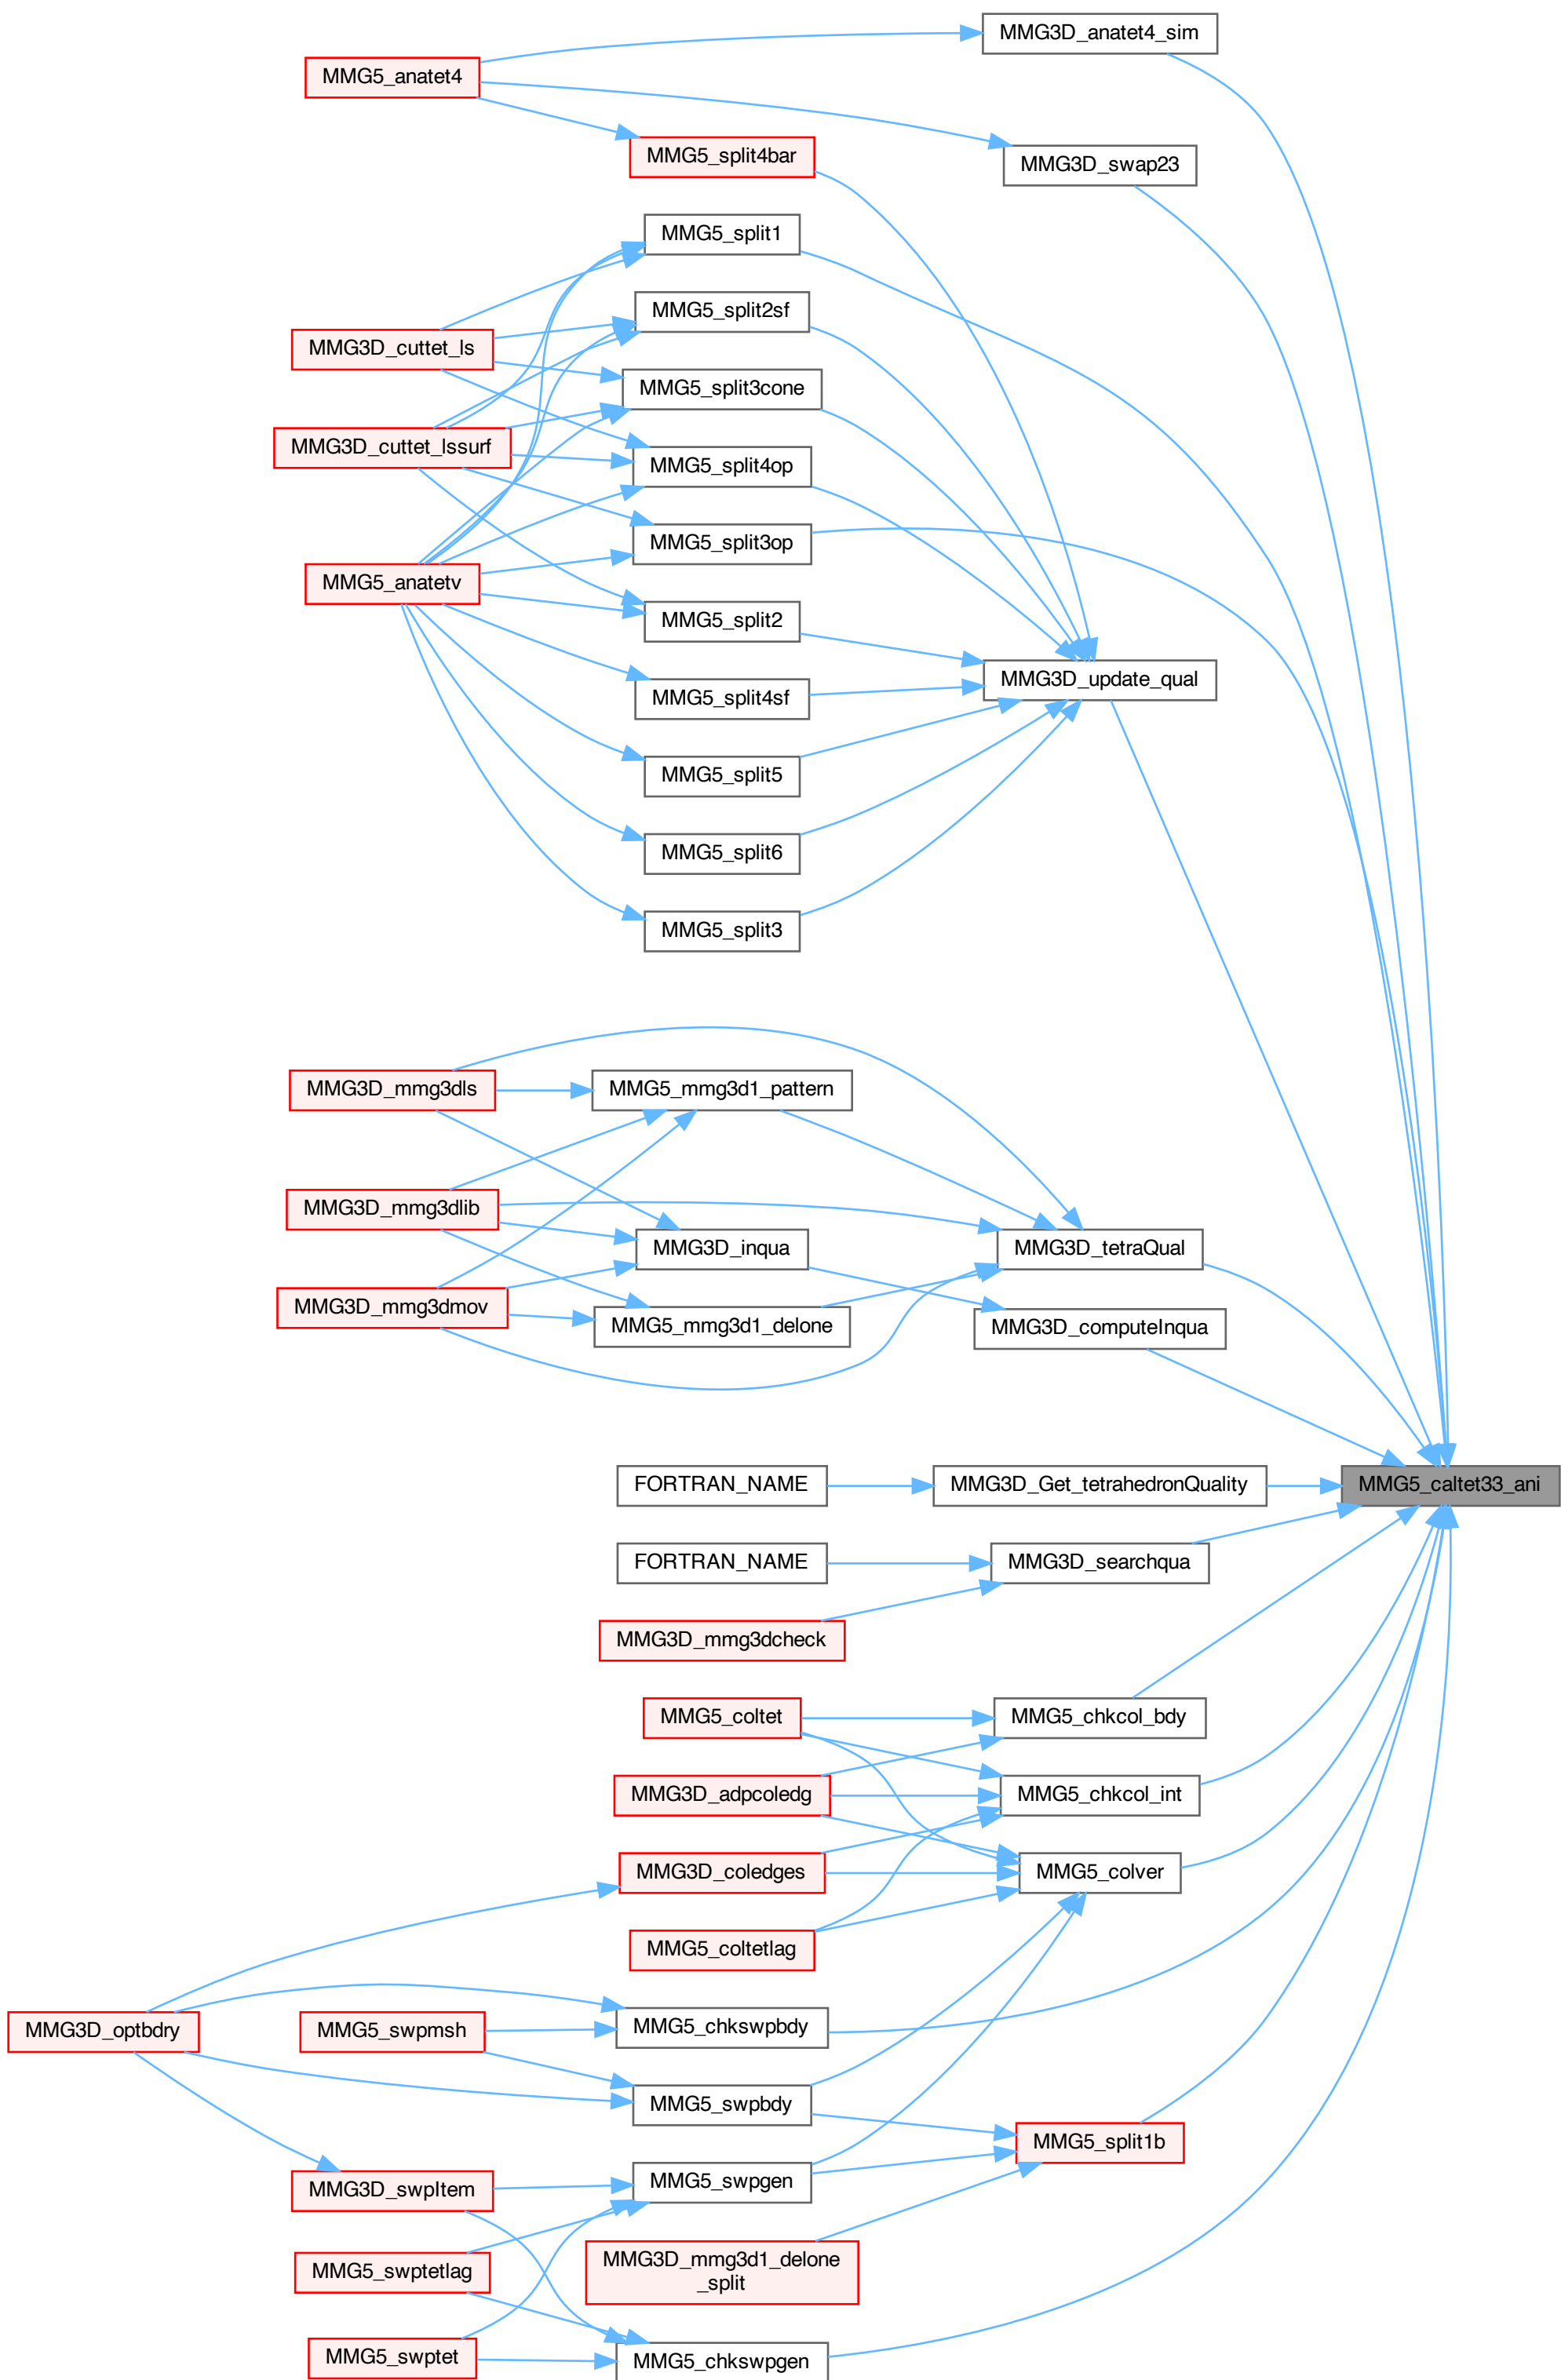 MMG3D_anatet4_sim
MMG5_anatet4
MMG5_split4bar
MMG3D_swap23
MMG5_split1
MMG5_split2sf
MMG3D_cuttet_ls
MMG5_split3cone
MMG3D_cuttet_lssurf
MMG5_split4op
MMG5_split3op
MMG5_anatetv
MMG5_split2
MMG3D_update_qual
MMG5_split4sf
MMG5_split5
MMG5_split6
MMG5_split3
MMG3D_mmg3dls
MMG5_mmg3d1_pattern
MMG3D_mmg3dlib
MMG3D_inqua
MMG3D_tetraQual
MMG3D_mmg3dmov
MMG5_mmg3d1_delone
MMG3D_computeInqua
FORTRAN_NAME
MMG3D_Get_tetrahedronQuality
MMG5_caltet33_ani
FORTRAN_NAME
MMG3D_searchqua
MMG3D_mmg3dcheck
MMG5_coltet
MMG5_chkcol_bdy
MMG3D_adpcoledg
MMG5_chkcol_int
MMG3D_coledges
MMG5_colver
MMG5_coltetlag
MMG3D_optbdry
MMG5_swpmsh
MMG5_chkswpbdy
MMG5_swpbdy
MMG5_split1b
MMG3D_swpItem
MMG5_swpgen
MMG5_swptetlag
MMG3D_mmg3d1_delone
_split
MMG5_swptet
MMG5_chkswpgen